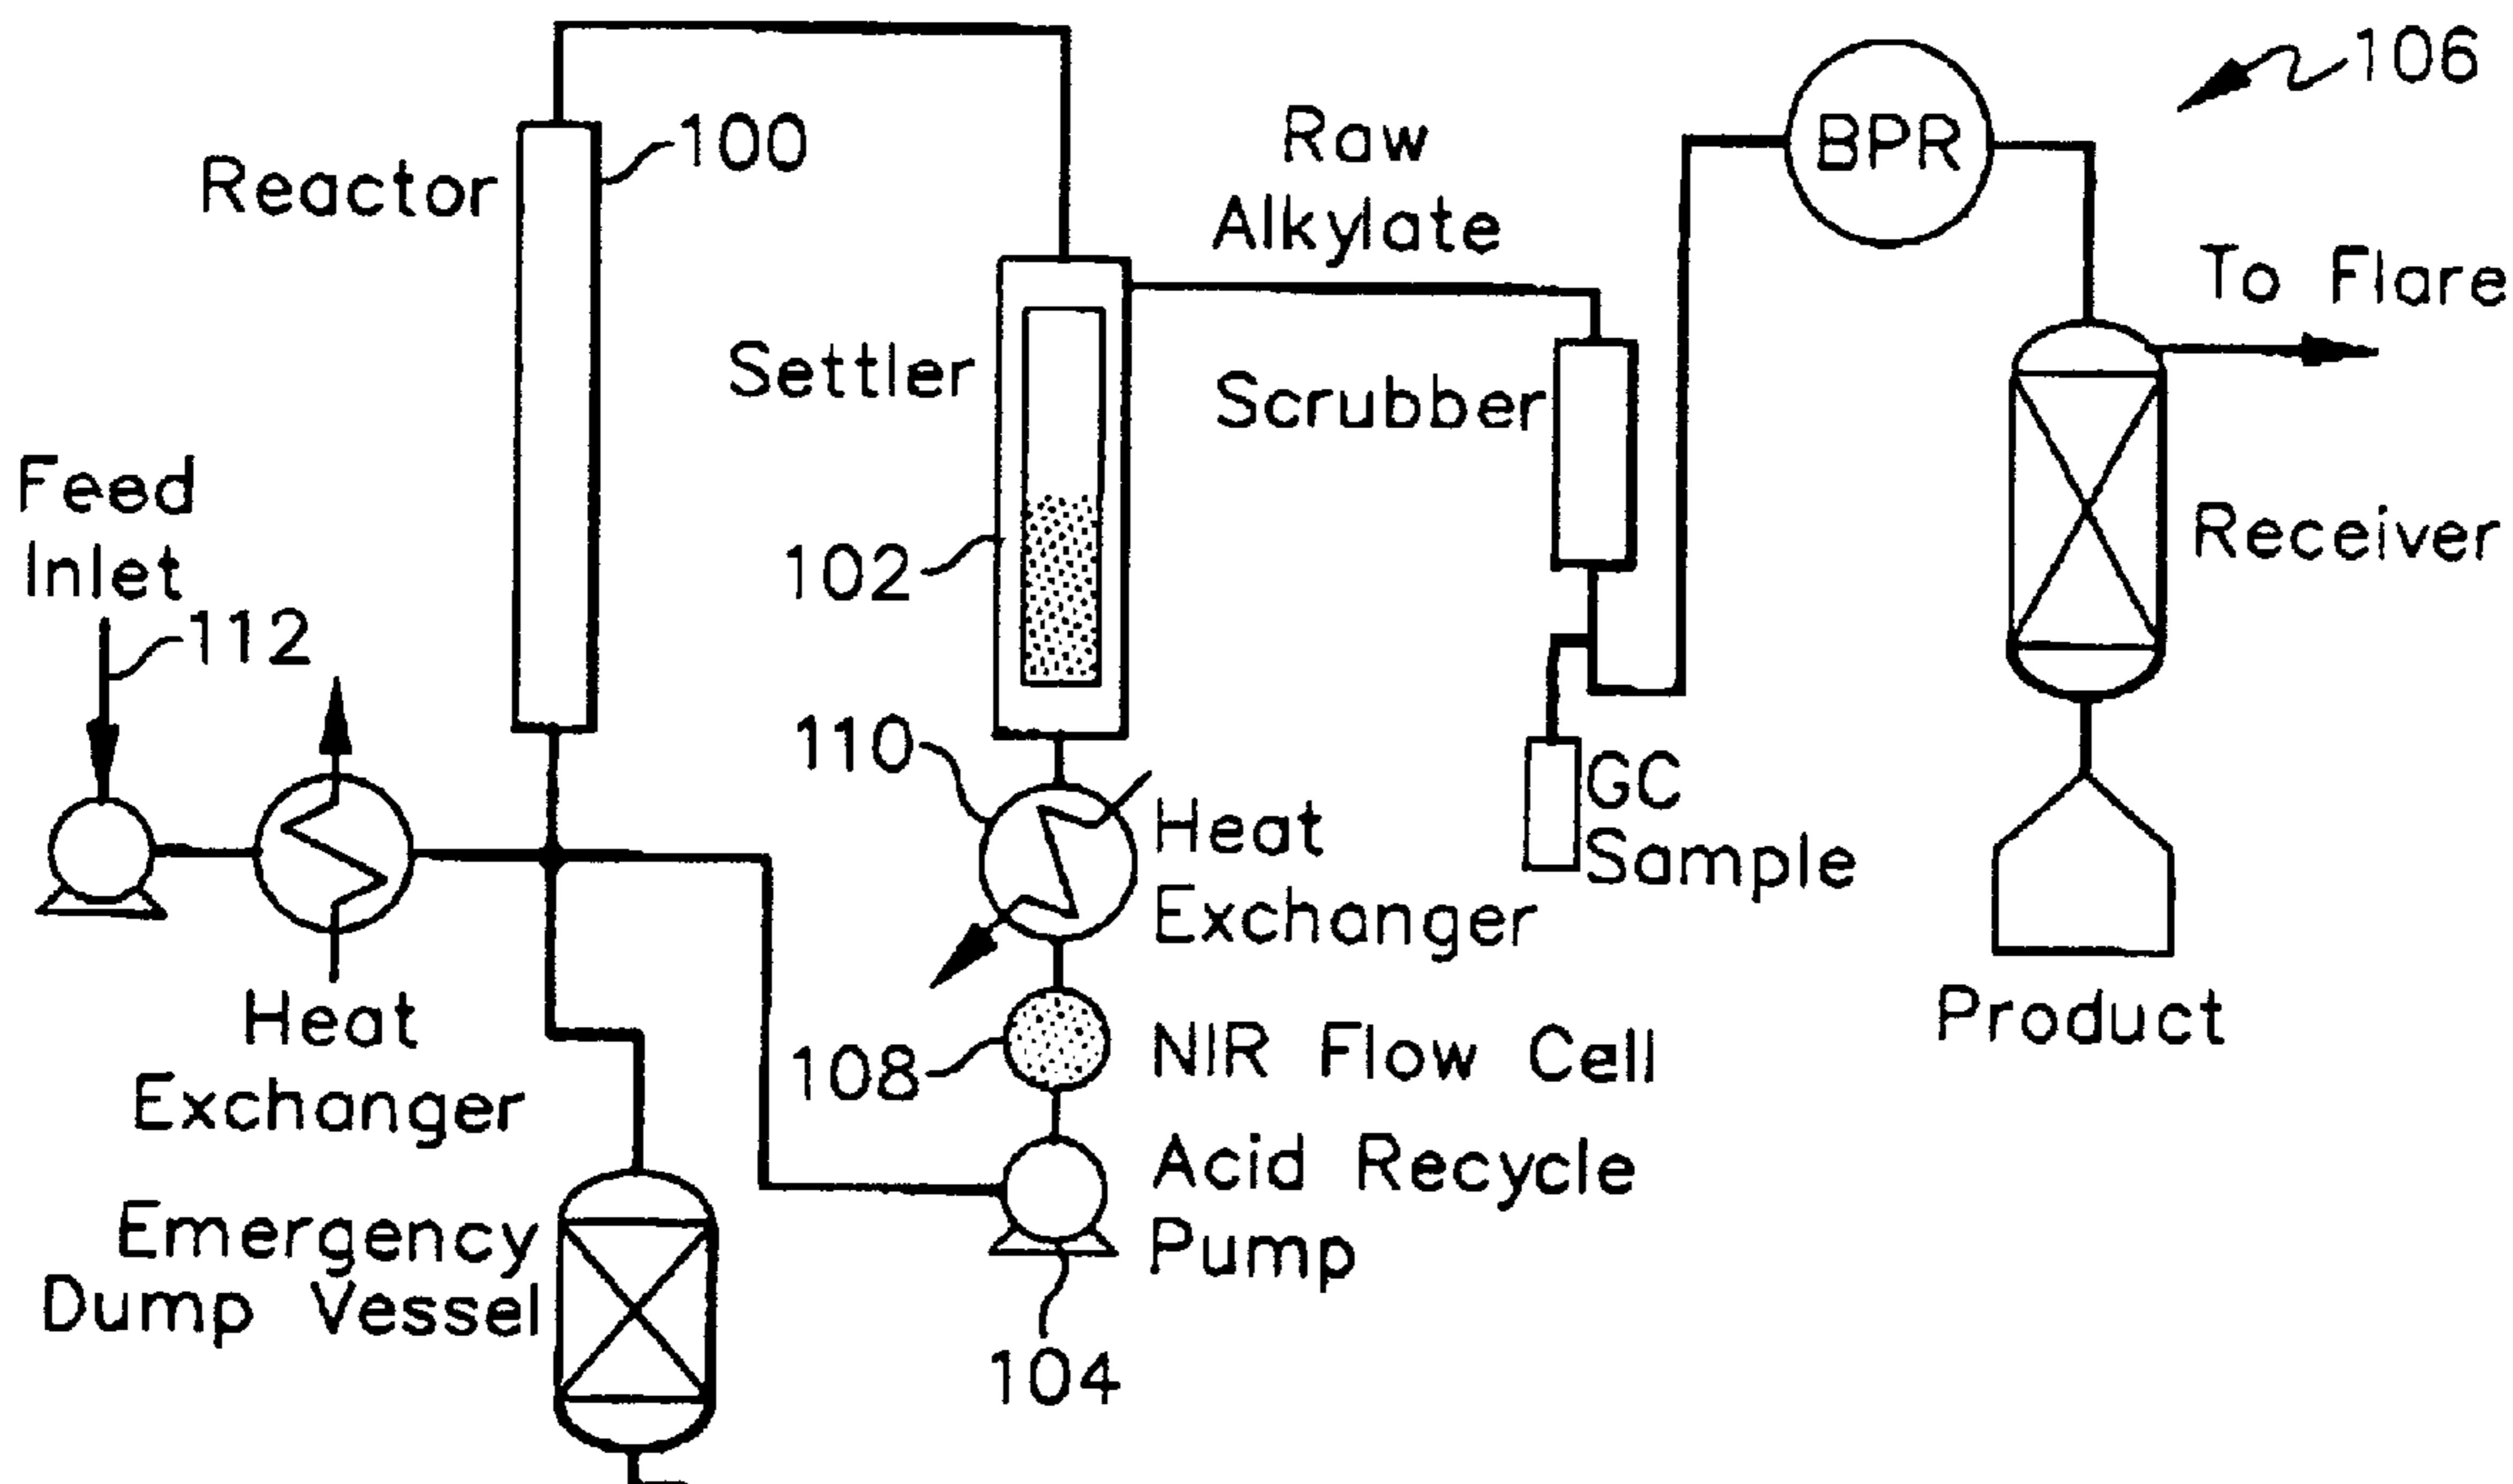 106
BPR
100
Raw
Alkylate
Reactor
To Flare
Settler
Scrubber
Feed
Inlet
Receiver
102
112
110
GC
Sample
Heat
Exchanger
Heat
Exchanger
Product
NIR Flow Cell
108
Acid Recycle
Pump
Emergency
Dump Vessel
104